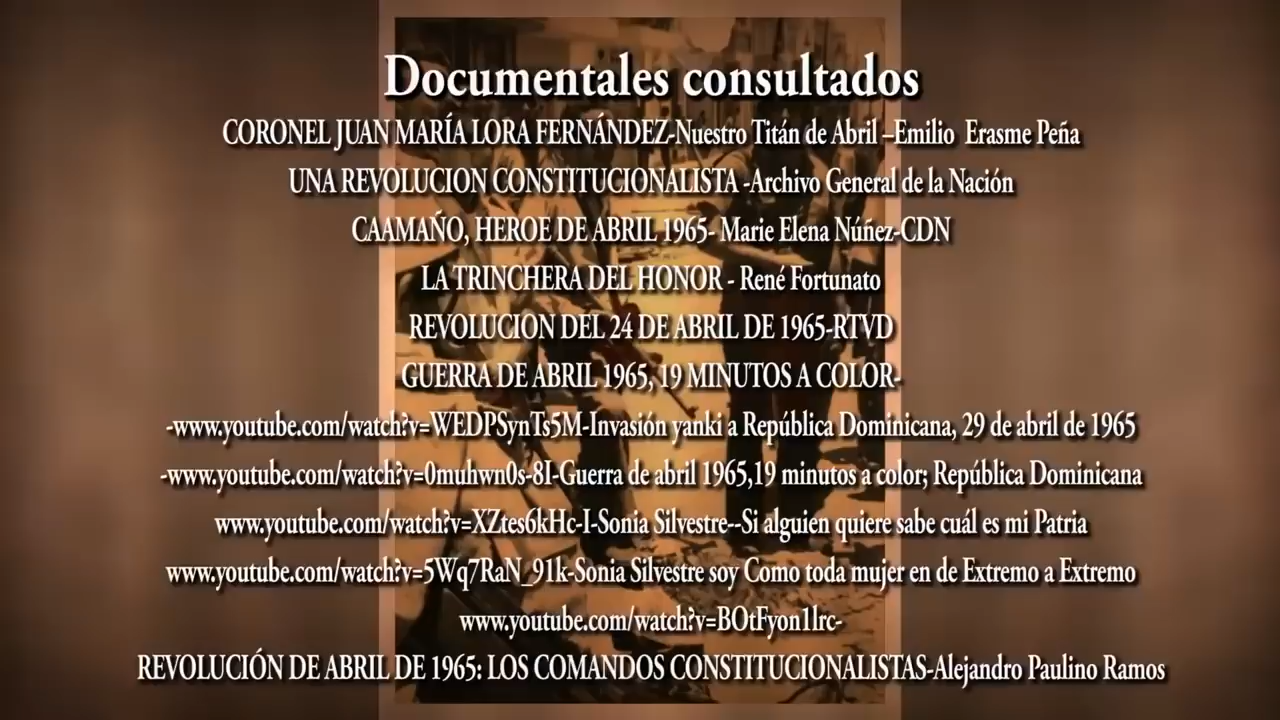 Documentales consultados
CORONEL JUAN MARÍA LORA FERNÁNDEZ-Nuestro Titán de Abril –Emilio Erasme Peña
UNA REVOLUCION CONSTITUCIONALISTA -Archivo General de la Nación
CAAMAÑO, HEROE DE ABRIL 1965- Marie Elena Núñez-CDN
LA TRINCHERA DEL HONOR - René Fortunato
REVOLUCION DEL 24 DE ABRIL DE 1965-RTVD
GUERRA DE ABRIL 1965, 19 MINUTOS A COLOR-
-www.youtube.com/watch?v=WEDPSynTs5M-Invasión yanki a República Dominicana, 29 de abril de 1965
-www.youtube.com/watch?v=0muhwn0s-8I-Guerra de abril 1965,19 minutos a color; República Dominicana
www.youtube.com/watch?v=XZtes6kHc-I-Sonia Silvestre--Si alguien quiere sabe cuál es mi Patria
www.youtube.com/watch?v=5Wq7RaN_91k-Sonia Silvestre soy Como toda mujer en de Extremo a Extremo
www.youtube.com/watch?v=BOtFyon1lrc-
REVOLUCIÓN DE ABRIL DE 1965: LOS COMANDOS CONSTITUCIONALISTAS-Alejandro Paulino Ramos